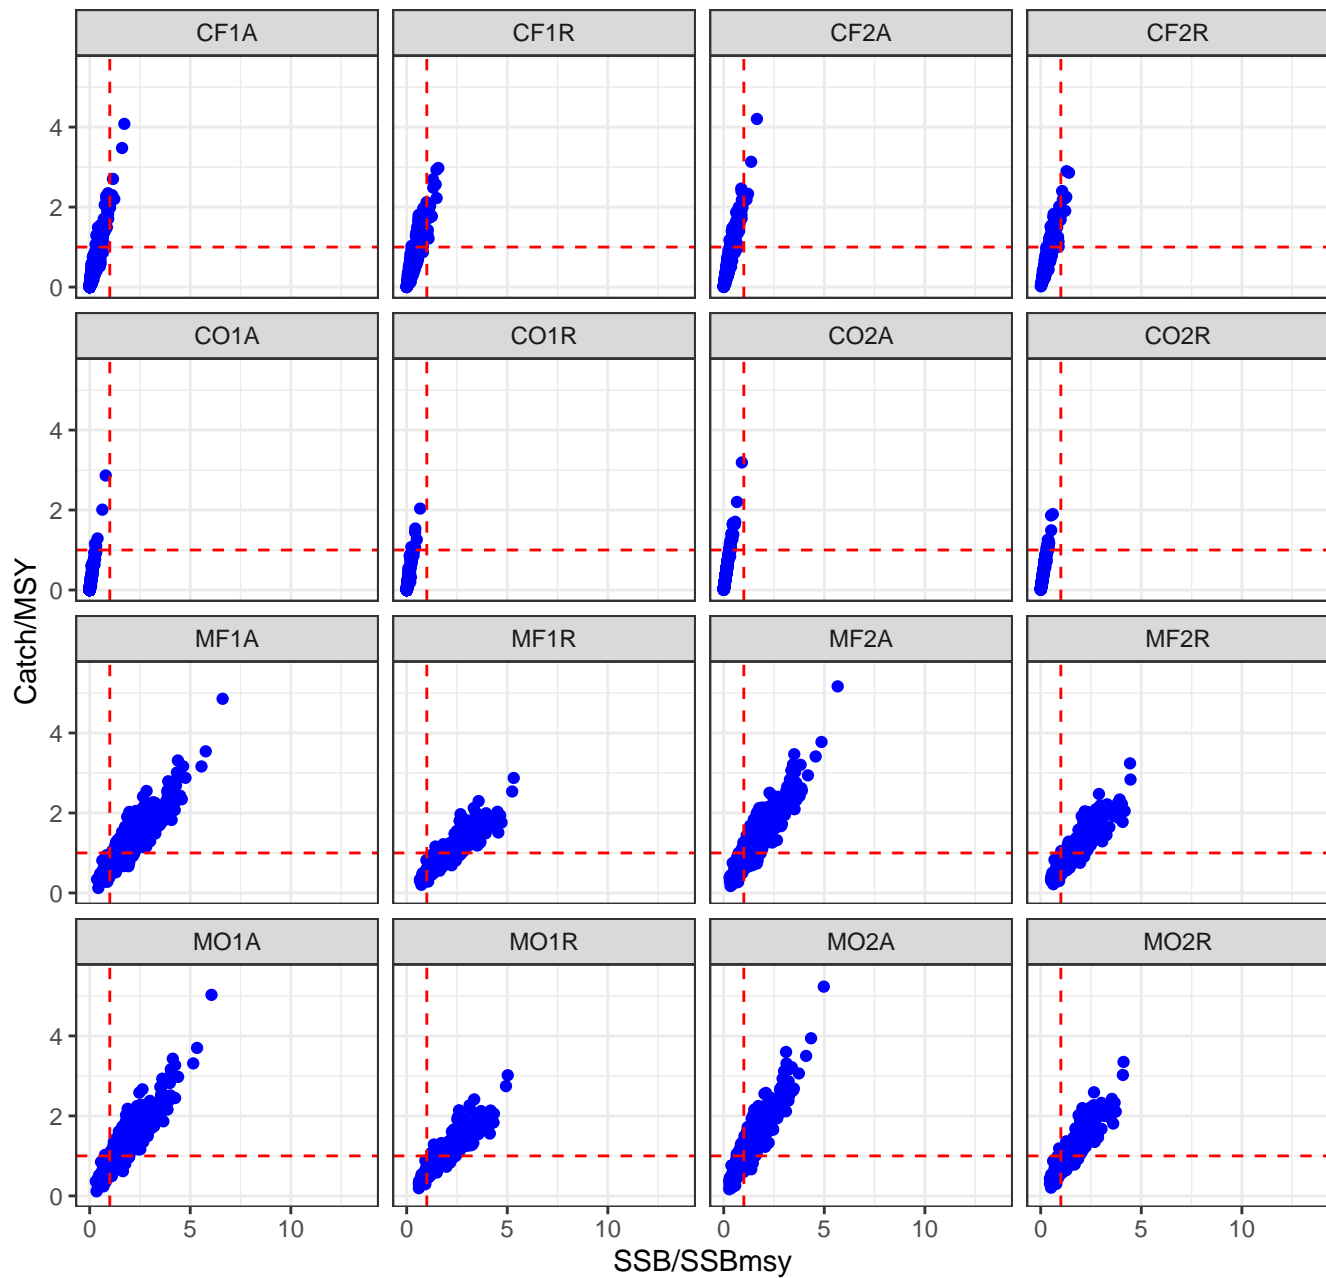 CF1A CF1R CF2A CF2R
4
2
0
CO1A CO1R CO2A CO2R
4
2
0
MF1A MF1R MF2A MF2R
4
2
0
MO1A MO1R MO2A MO2R
4
2
0
0 5 10 0 5 10 0 5 10 0 5 10
SSB/SSBmsy
Catch/MSY